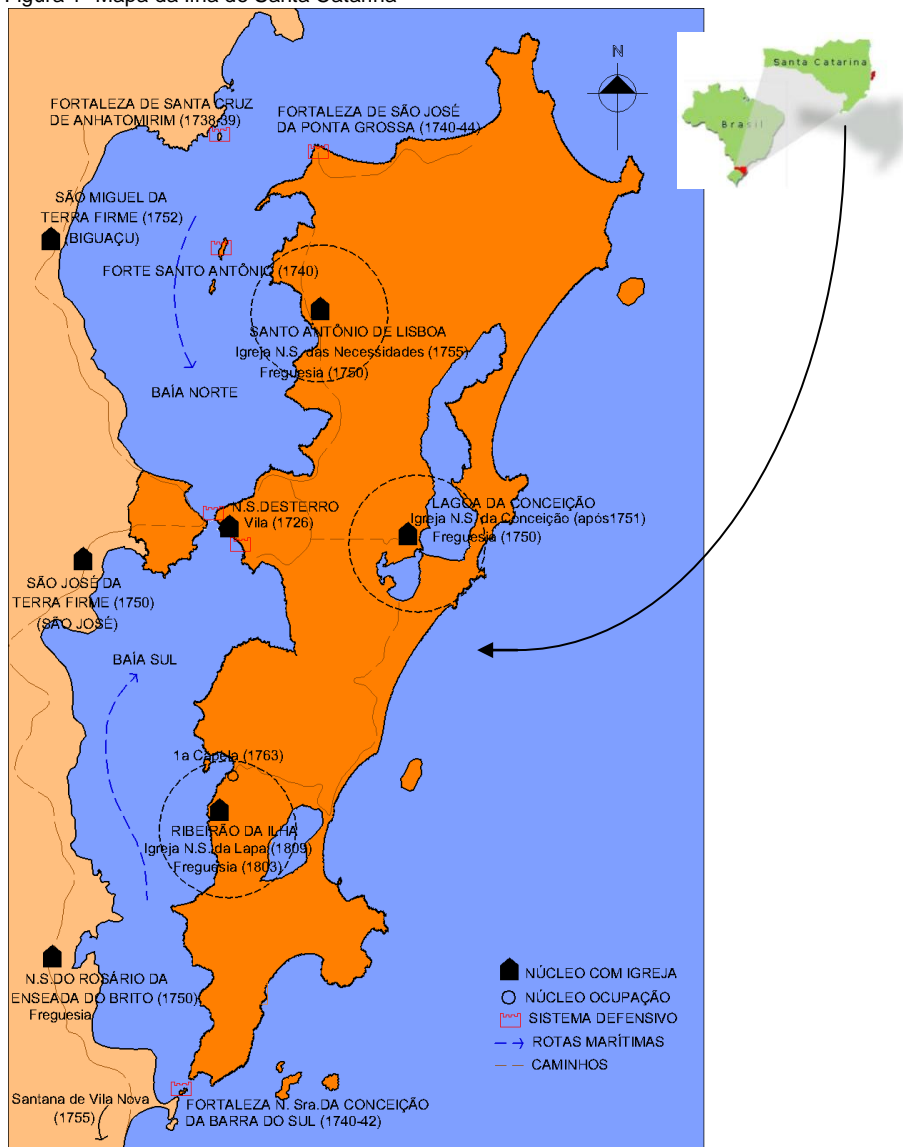 Figura 1- Mapa da Ilha de Santa Catarina
N
Santa Catarina
Brasil
FORTALEZA DE SANTA CRUZ
DE ANHATOMIRIM (1738-39)
FORTALEZA DE SÃO JOSÉ
DA PONTA GROSSA (1740-44)
SÃO MIGUEL DA
TERRA FIRME (1752)
(BIGUAÇU)
FORTE SANTO ANTÔNIO (1740)
SANTO ANTÔNIO DE LISBOA
Igreja N.S. das Necessidades (1755)
Freguesia (1750)
BAÍA NORTE
N.S.DESTERRO
Vila (1726)
LAGOA DA CONCEIÇÃO
Igreja N.S. da Conceição (após1751)
Freguesia (1750)
SÃO JOSÉ DA
TERRA FIRME (1750)
(SÃO JOSÉ)
BAÍA SUL
1a Capela (1763)
RIBEIRÃO DA ILHA
Igreja N.S. da Lapa (1809)
Freguesia (1803)
N.S.DO ROSÁRIO DA
ENSEADA DO BRITO (1750)
Freguesia
Santana de Vila Nova
(1755)
FORTALEZA N. Sra.DA CONCEIÇÃO
DA BARRA DO SUL (1740-42)
NÚCLEO COM IGREJA
NÚCLEO OCUPAÇÃO
SISTEMA DEFENSIVO
ROTAS MARÍTIMAS
CAMINHOS